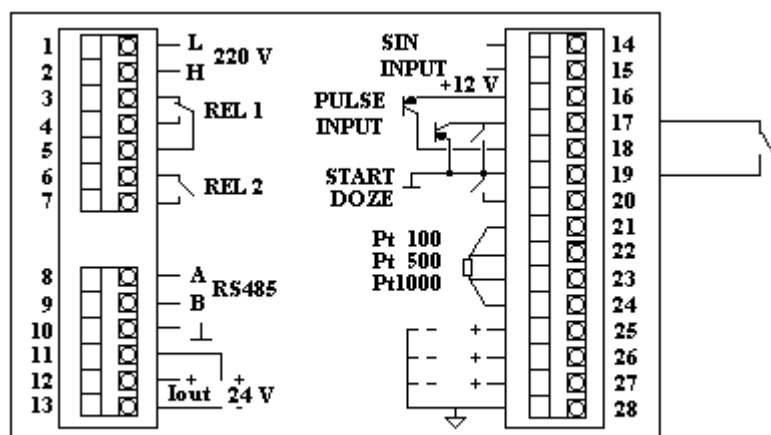 1 L 220 V
2 H
3
4 REL 1
5
6 REL 2
7
8 A RS485
9 B
10
11
12 + +
13 Iout 24 V -
SIN 14
INPUT 15
+12 V 16
PULSE
INPUT 17
18
START 19
DOZE 20
21
Pt 100 22
Pt 500 23
Pt1000 24
- - + 25
- - + 26
- - + 27
28